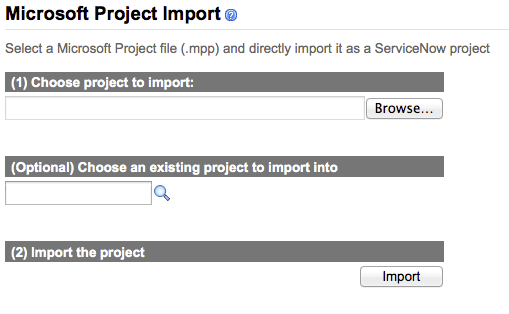 Microsoft Project Import
Select a Microsoft Project file (.mpp) and directly import it as a ServiceNow project
(1) Choose project to import:
Browse...
(Optional) Choose an existing project to import into
(2) Import the project
Import